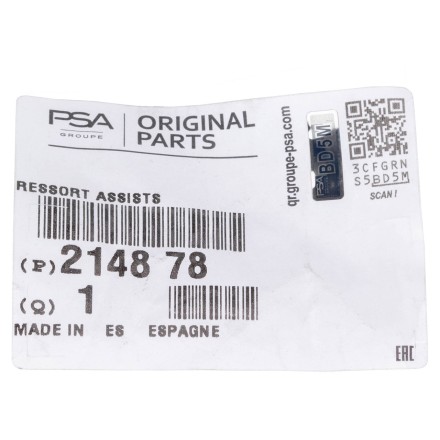 PSA
GROUPE
ORIGINAL
PARTS
qr.groupe-psa.com
PSA BD5M
3CFGRN
S5BD5M
SCAN!
RESSORT ASSISTS
(P) 2148 78
(Q) 1
MADE IN ES ESPAGNE
EAC